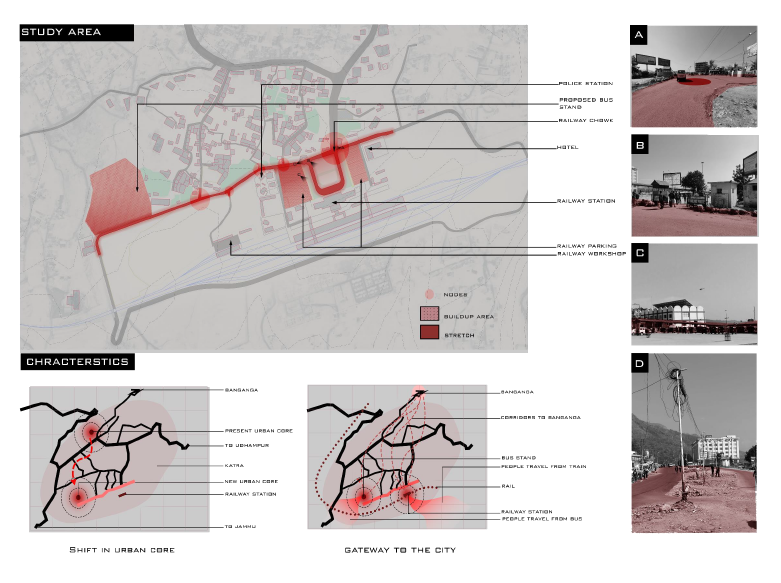 STUDY AREA
POLICE STATION
PROPOSED BUS
STAND
RAILWAY CHOWK
HOTEL
RAILWAY STATION
RAILWAY PARKING
RAILWAY WORKSHOP
NODES
BUILDUP AREA
STRETCH
A
B
C
D
CHRACTERSTICS
BANGANGA
PRESENT URBAN CORE
TO UDHAMPUR
KATRA
NEW URBAN CORE
RAILWAY STATION
TO JAMMU
SHIFT IN URBAN CORE
BANGANGA
CORRIDORS TO BANGANGA
BUS STAND
PEOPLE TRAVEL FROM TRAIN
RAIL
RAILWAY STATION
PEOPLE TRAVEL FROM BUS
GATEWAY TO THE CITY